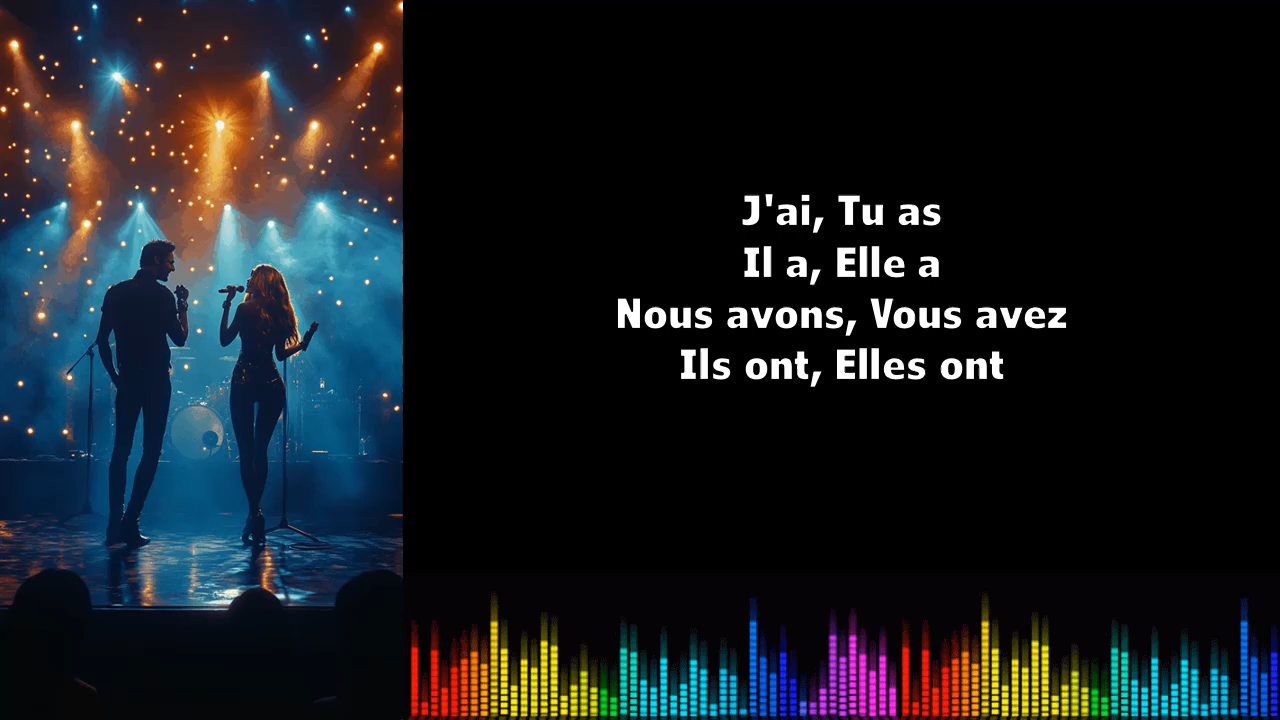 J'ai, Tu as
Il a, Elle a
Nous avons, Vous avez
Ils ont, Elles ont